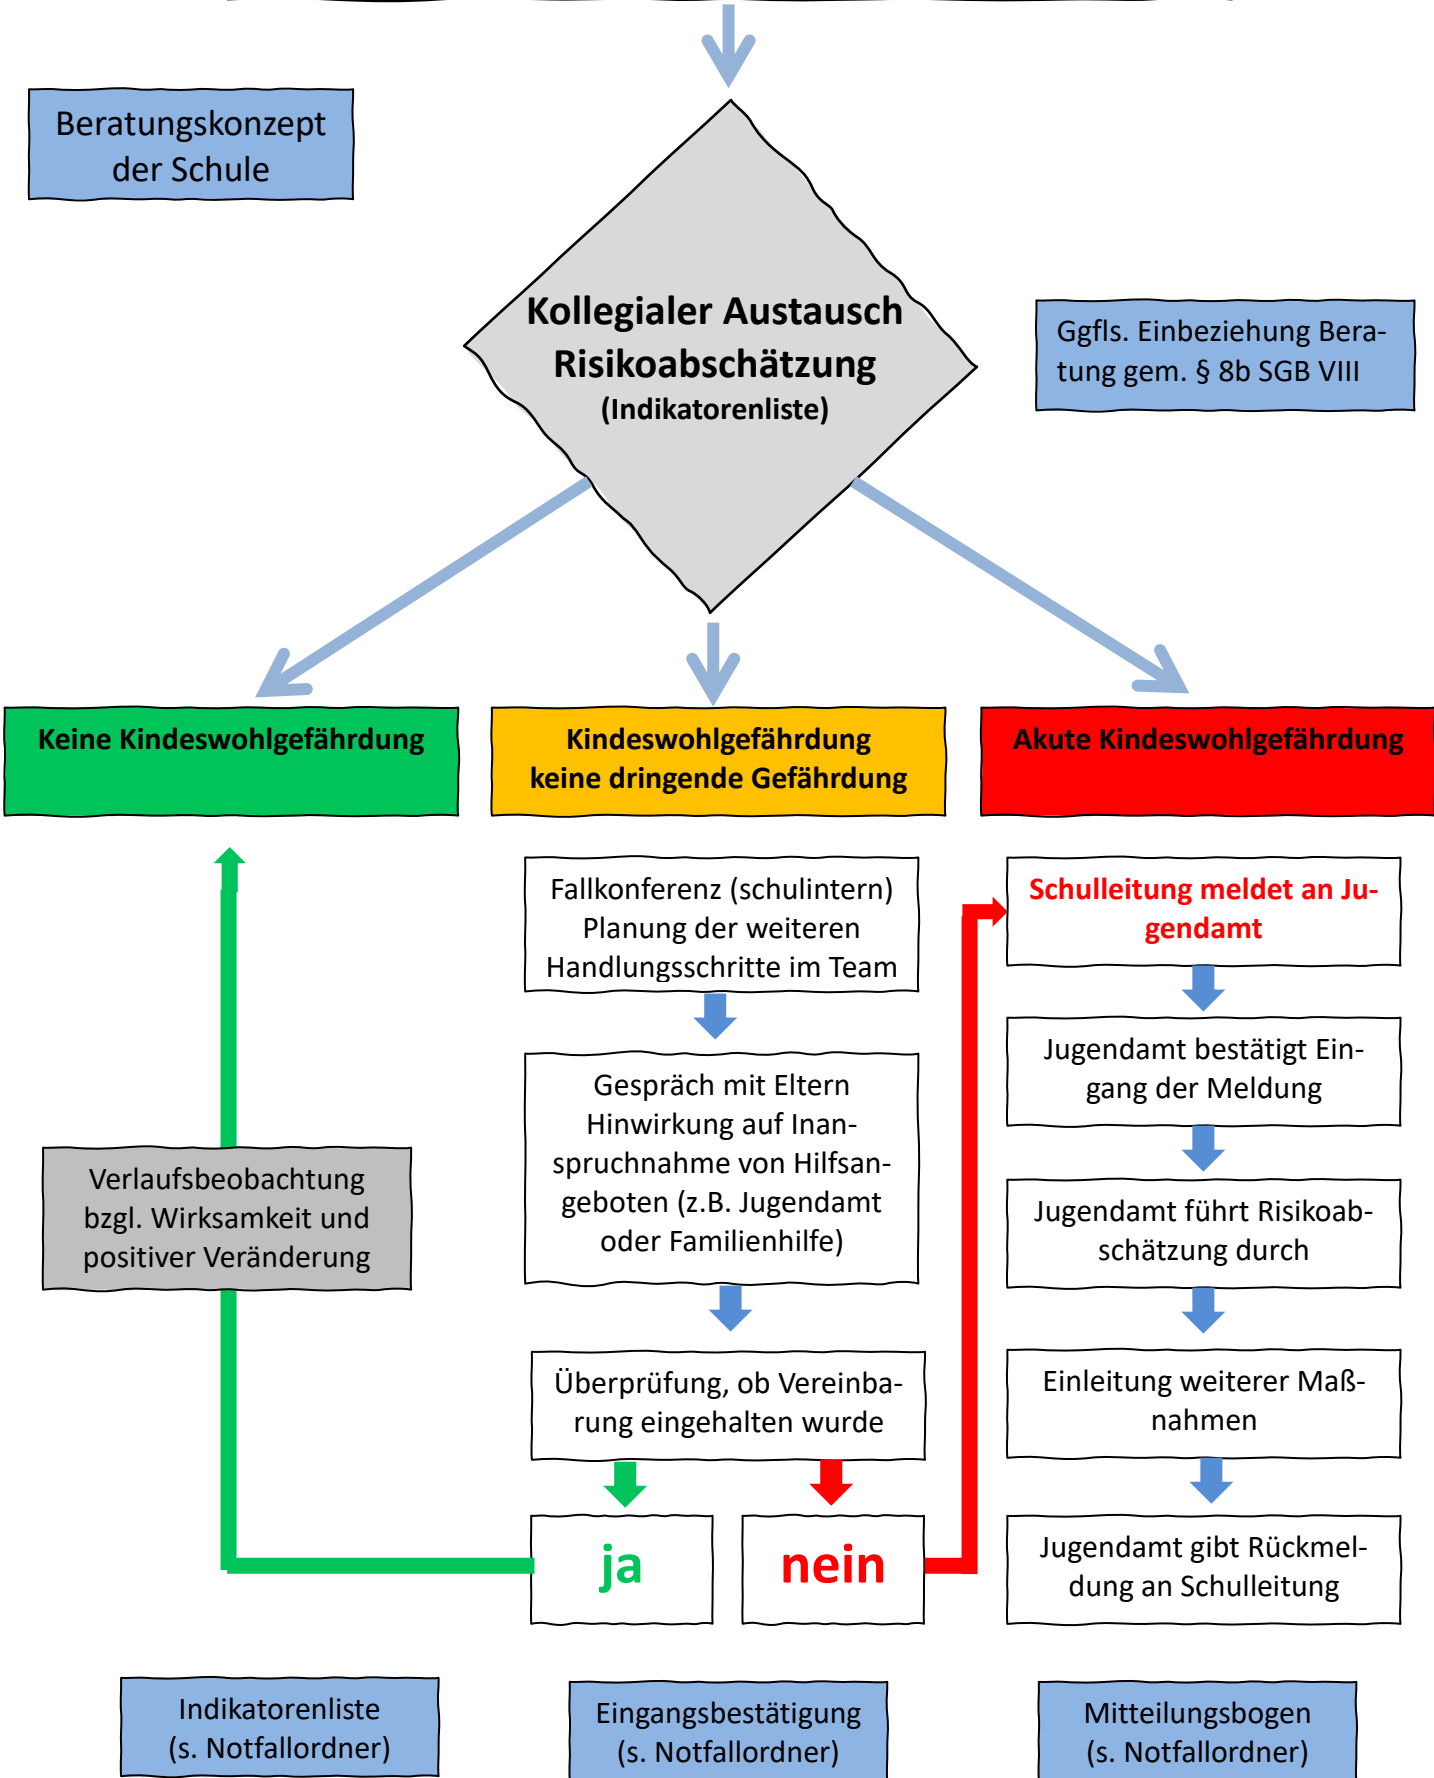 Beratungskonzept
der Schule
Kollegialer Austausch
Risikoabschätzung
(Indikatorenliste)
Ggfls. Einbeziehung Bera-
tung gem. § 8b SGB VIII
Keine Kindeswohlgefährdung
Kindeswohlgefährdung
keine dringende Gefährdung
Akute Kindeswohlgefährdung
Fallkonferenz (schulintern)
Planung der weiteren
Handlungsschritte im Team
Schulleitung meldet an Ju-
gendamt
Jugendamt bestätigt Ein-
gang der Meldung
Gespräch mit Eltern
Hinwirkung auf Inan-
spruchnahme von Hilfsan-
geboten (z.B. Jugendamt
oder Familienhilfe)
Verlaufsbeobachtung
bzgl. Wirksamkeit und
positiver Veränderung
Jugendamt führt Risikoab-
schätzung durch
Überprüfung, ob Vereinba-
rung eingehalten wurde
Einleitung weiterer Maß-
nahmen
ja
nein
Jugendamt gibt Rückmel-
dung an Schulleitung
Indikatorenliste
(s. Notfallordner)
Eingangsbestätigung
(s. Notfallordner)
Mitteilungsbogen
(s. Notfallordner)